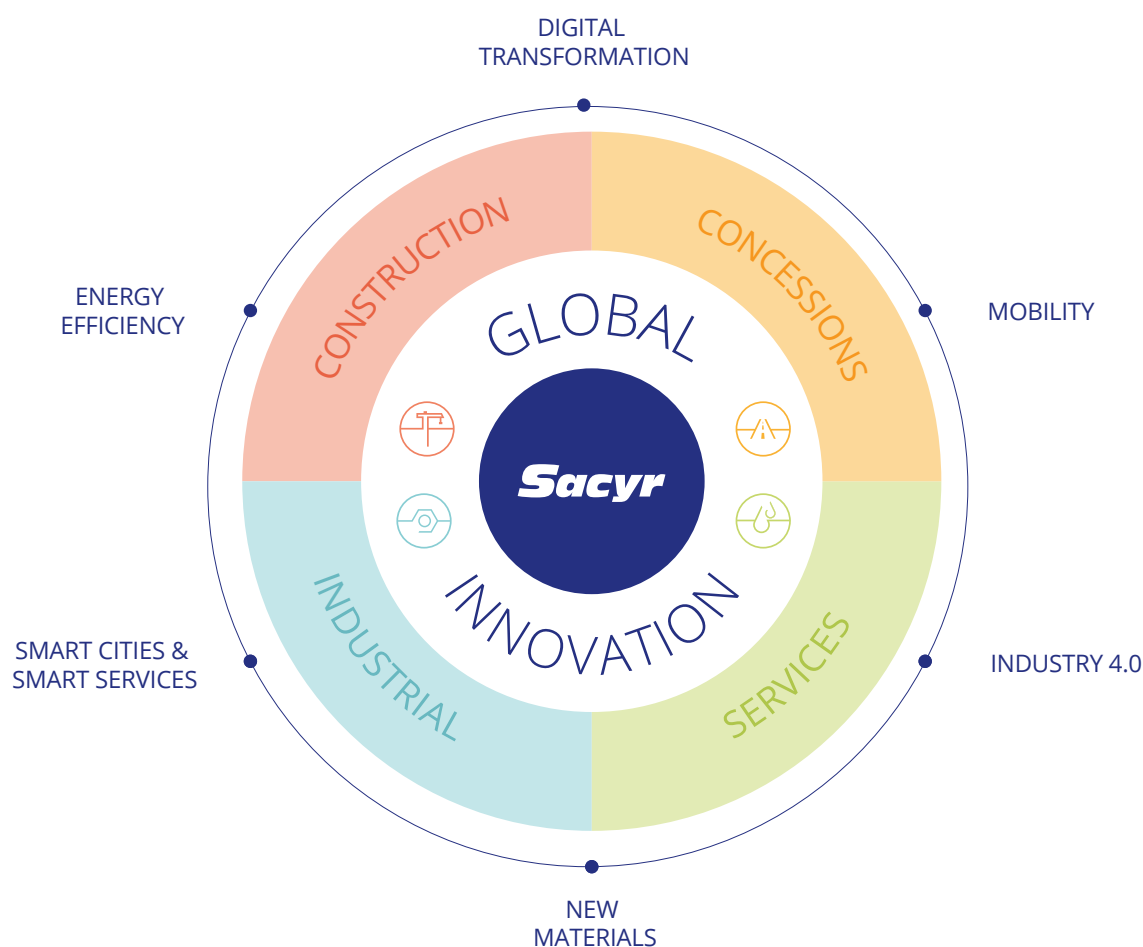 DIGITAL
TRANSFORMATION
CONSTRUCTION
CONCESSIONS
ENERGY
EFFICIENCY
MOBILITY
GLOBAL
Sacyr
INNOVATION
INDUSTRIAL
SERVICES
SMART CITIES &
SMART SERVICES
INDUSTRY 4.0
NEW
MATERIALS